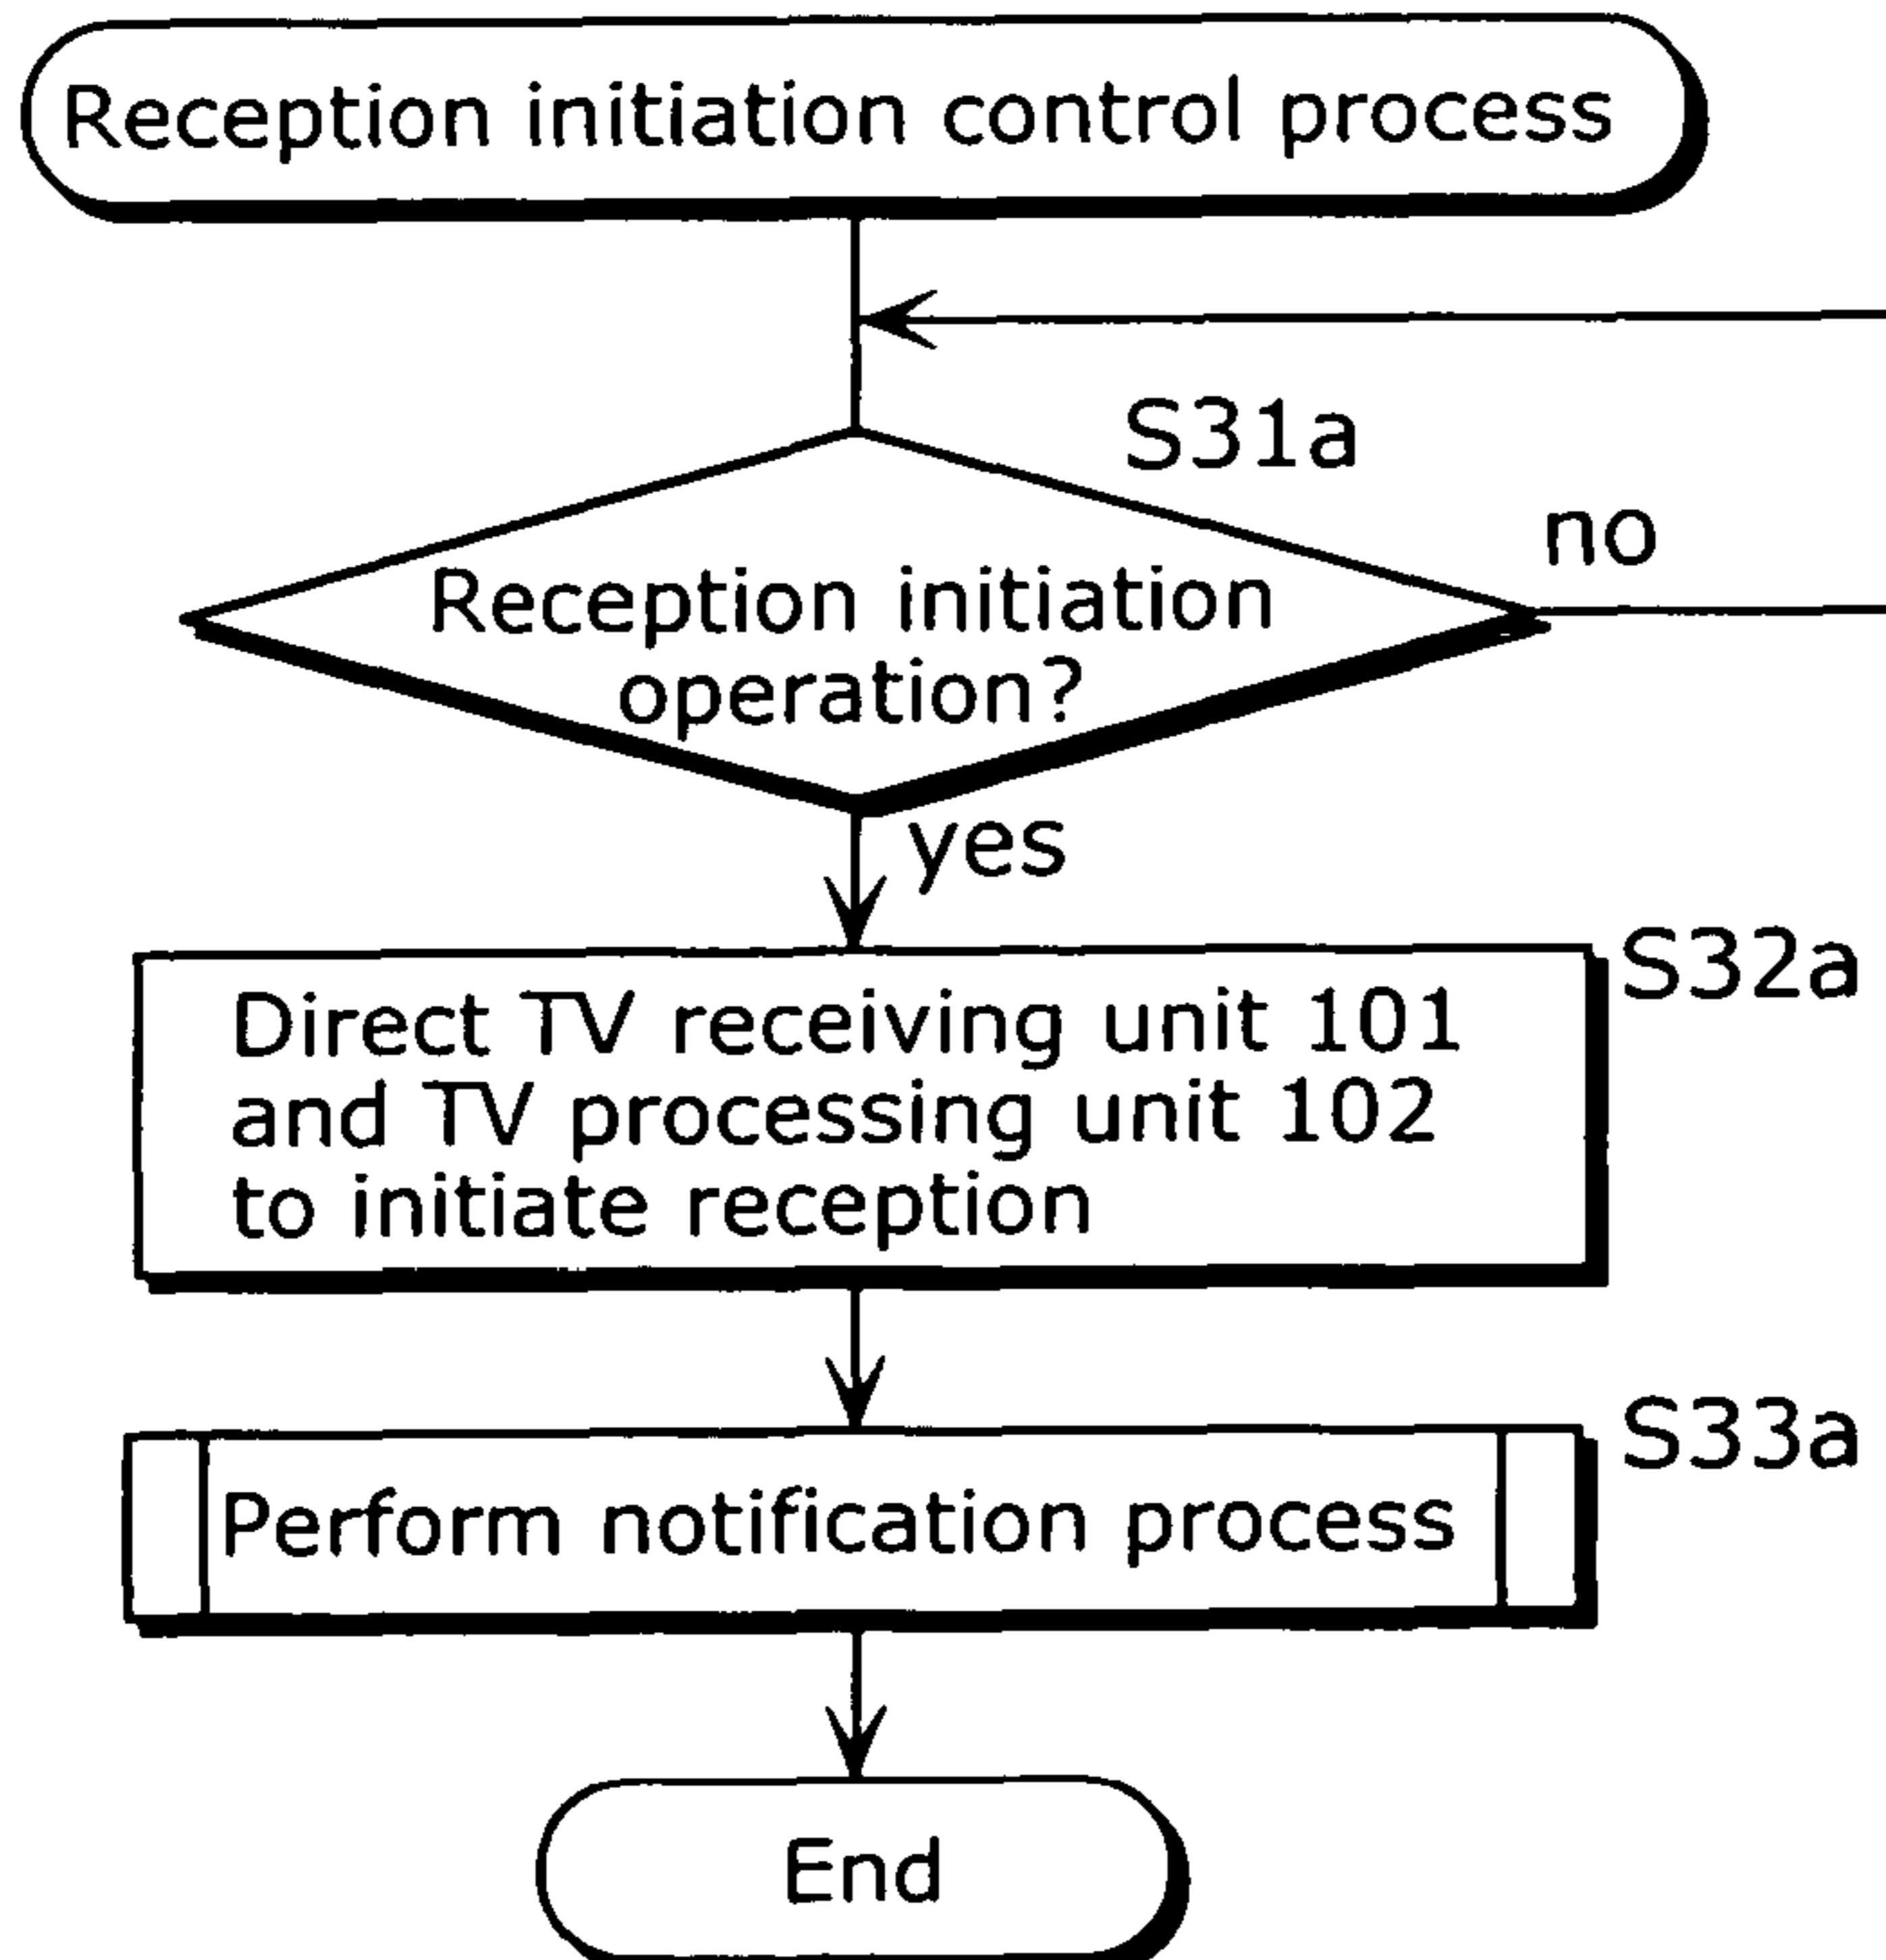 Reception initiation control process
S31a
no
Reception initiation
operation?
yes
S32a
Direct TV receiving unit 101
and TV processing unit 102
to initiate reception
S33a
Perform notification process
End